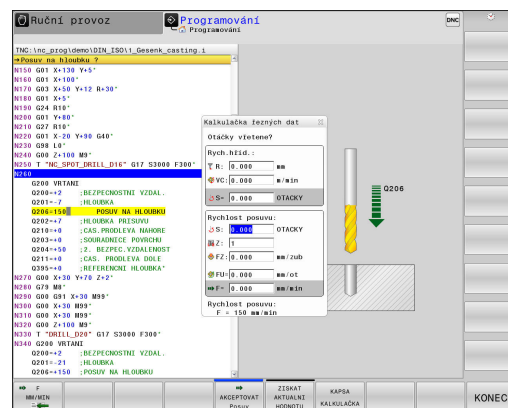 Ruční provoz
Programování
Programování
DNC
TNC:\nc_prog\demo\DIN_ISO\1_Gesenk_casting.i
→Posuv na hloubku ?
N150 G01 X+130 Y+5*
N160 G01 X+100*
N170 G03 X+50 Y+12 R+30*
N180 G01 X+5*
N190 G24 R10*
N200 G01 Y+80*
N210 G27 R10*
N220 G01 X-20 Y+90 G40*
N230 G98 L0*
N240 G00 Z+100 M9*
N250 T "NC_SPOT_DRILL_D16" G17 S3000 F300*
N260
G200 VRTANI
Q200=+2 ;BEZPECNOSTNI VZDAL.
Q201=-7 ;HLOUBKA
Q206=150 POSUV NA HLOUBKU
Q202=+7 ;HLOUBKA PRISUVU
Q210=+0 ;CAS.PRODLEVA NAHORE
Q203=+0 ;SOURADNICE POVRCHU
Q204=+50 ;2. BEZPEC.VZDALENOST
Q211=+0 ;CAS. PRODLEVA DOLE
Q395=+0 ;REFERENCNI HLOUBKA*
N270 G00 X+30 Y+70 Z+2*
N280 G79 M8*
N290 G00 G91 X+30 M99*
N300 G00 X+30 M99*
N310 G00 X+30 M99*
N320 G00 Z+100 M9*
N330 T "DRILL_D20" G17 S3000 F300*
N340 G200 VRTANI
Q200=+2 ;BEZPECNOSTNI VZDAL.
Q201=-21 ;HLOUBKA
Q206=+150 ;POSUV NA HLOUBKU
Kalkulačka řezných dat
Otáčky vřetene?
Rych.hřid.:
R: 0.000 mm
VC: 0.000 m/min
S= 0.000 OTACKY
Rychlost posuvu:
S: 0.000 OTACKY
Z: 1
FZ: 0.000 mm/zub
FU= 0.000 mm/ot
F= 0.000 mm/min
Rychlost posuvu:
F = 150 mm/min
Q206
F
MM/MIN
AKCEPTOVAT
Posuv
ZISKAT
AKTUALNI
HODNOTU
KAPSA
KALKULAČKA
KONEC